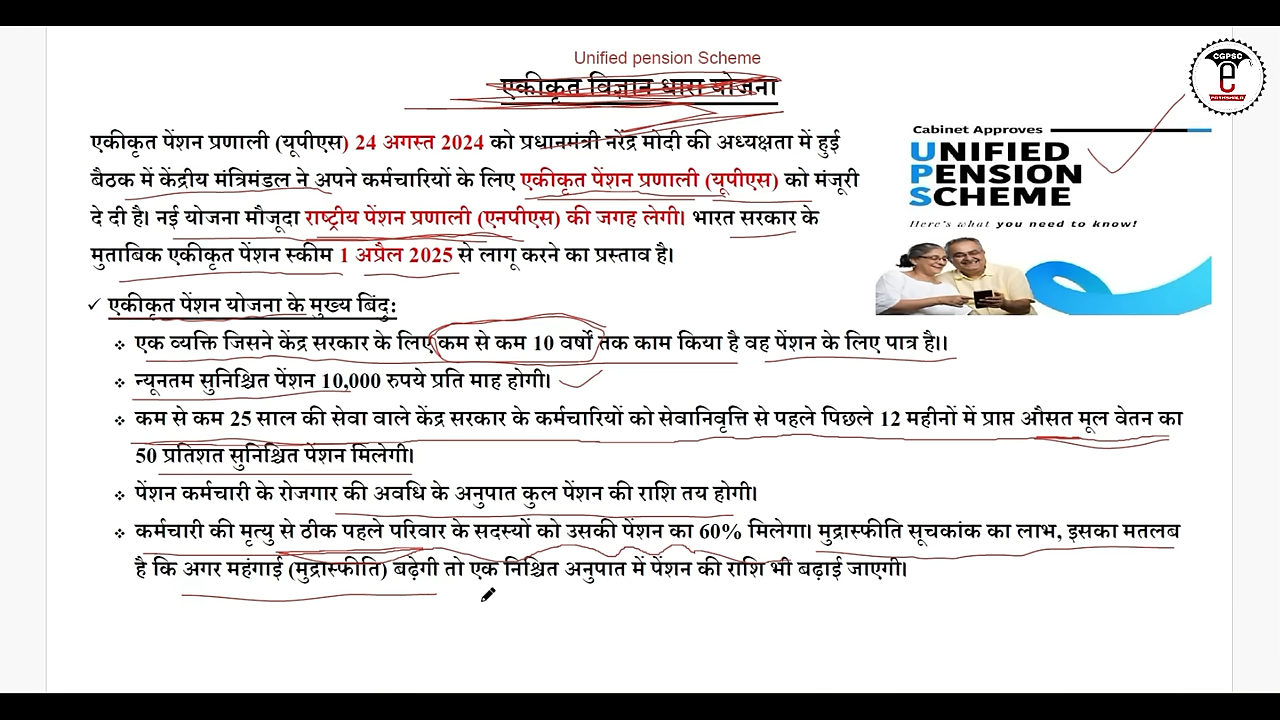 Unified pension Scheme
एकीकृत विज्ञान धारा योजना
CGPSC
e
PATHSHALA
एकीकृत पेंशन प्रणाली (यूपीएस) 24 अगस्त 2024 को प्रधानमंत्री नरेंद्र मोदी की अध्यक्षता में हुई
बैठक में केंद्रीय मंत्रिमंडल ने अपने कर्मचारियों के लिए एकीकृत पेंशन प्रणाली (यूपीएस) को मंजूरी
दे दी है। नई योजना मौजूदा राष्ट्रीय पेंशन प्रणाली (एनपीएस) की जगह लेगी। भारत सरकार के
मुताबिक एकीकृत पेंशन स्कीम 1 अप्रैल 2025 से लागू करने का प्रस्ताव है।
Cabinet Approves
UNIFIED
PENSION
SCHEME
Here's what you need to know!
✓ एकीकृत पेंशन योजना के मुख्य बिंदु:
❖ एक व्यक्ति जिसने केंद्र सरकार के लिए कम से कम 10 वर्षों तक काम किया है वह पेंशन के लिए पात्र है।।
❖ न्यूनतम सुनिश्चित पेंशन 10,000 रुपये प्रति माह होगी।
❖ कम से कम 25 साल की सेवा वाले केंद्र सरकार के कर्मचारियों को सेवानिवृत्ति से पहले पिछले 12 महीनों में प्राप्त औसत मूल वेतन का
50 प्रतिशत सुनिश्चित पेंशन मिलेगी।
❖ पेंशन कर्मचारी के रोजगार की अवधि के अनुपात कुल पेंशन की राशि तय होगी।
❖ कर्मचारी की मृत्यु से ठीक पहले परिवार के सदस्यों को उसकी पेंशन का 60% मिलेगा। मुद्रास्फीति सूचकांक का लाभ, इसका मतलब
है कि अगर महंगाई (मुद्रास्फीति) बढ़ेगी तो एक निश्चित अनुपात में पेंशन की राशि भी बढ़ाई जाएगी।